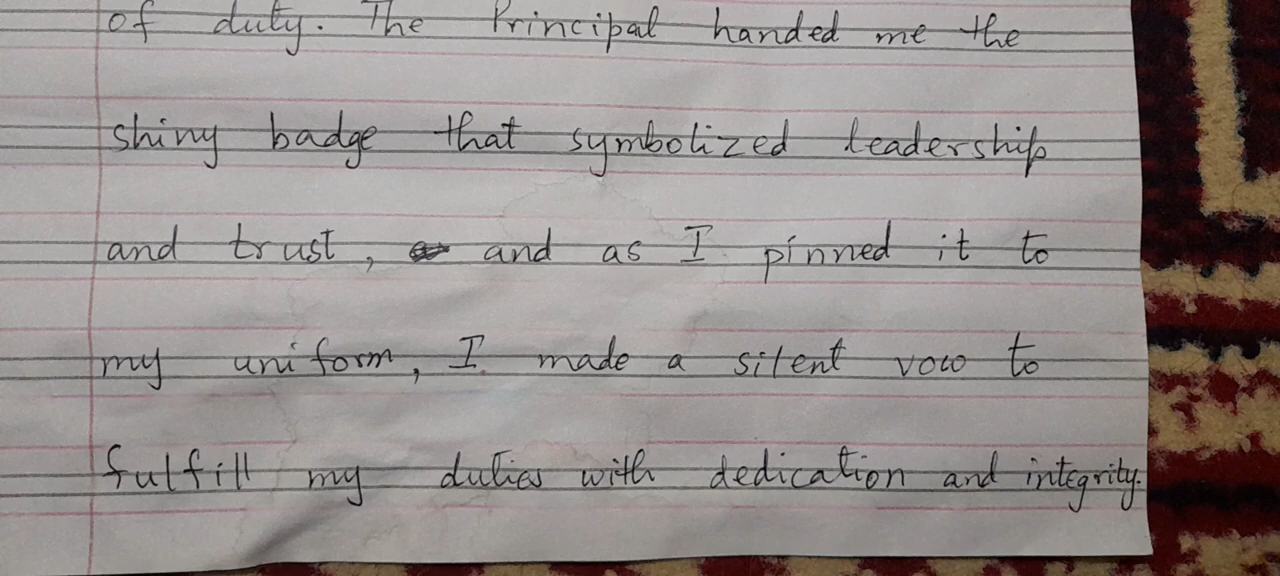 of duty. The Principal handed me the
shiny badge that symbolized leadership
and trust, and as I pinned it to
my uniform, I made a silent vow to
fulfill my duties with dedication and integrity.